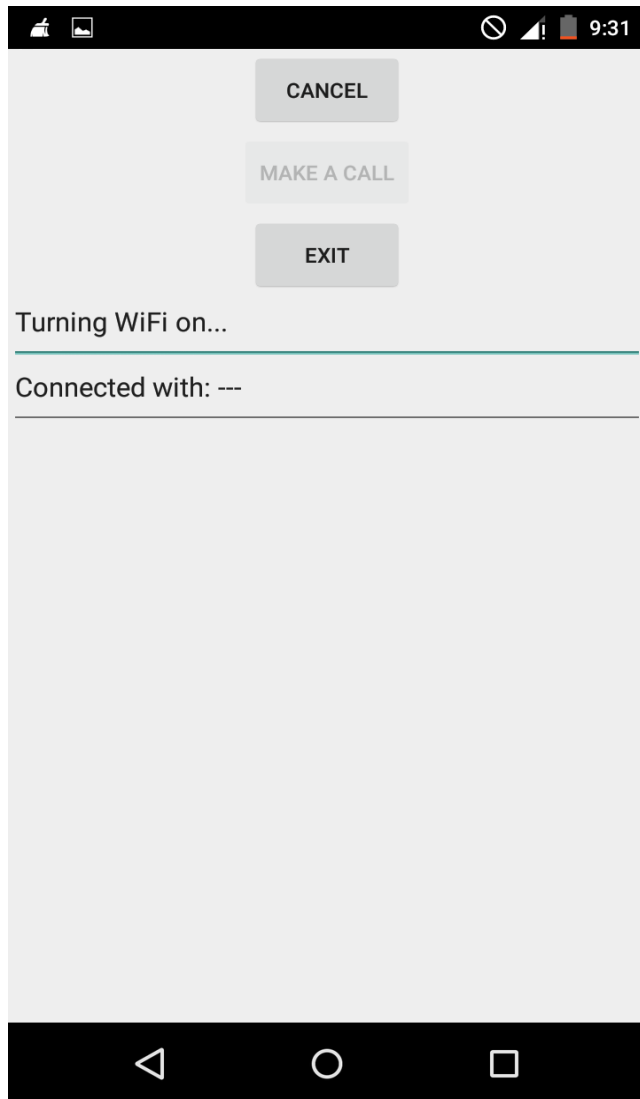 9:31
CANCEL
MAKE A CALL
EXIT
Turning WiFi on...
Connected with: ---